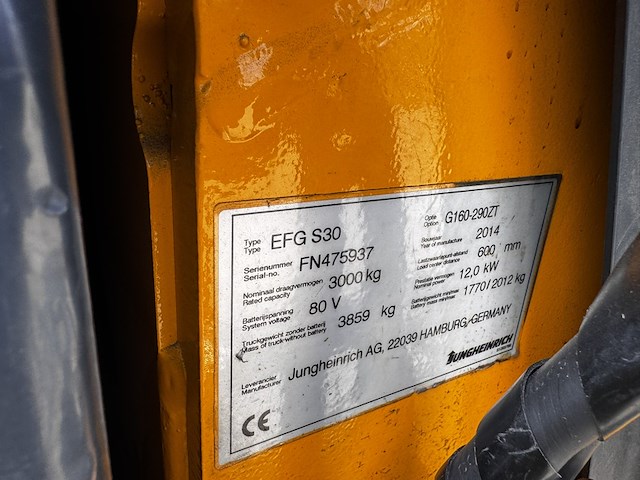 Type
Type EFG S30
Optie
Option G160-290ZT
Serienummer
Serial-no. FN475937
Bouwjaar
Year of manufacture 2014
Nominaal draagvermogen
Rated capacity 3000 kg
Lastzwaartepunt-afstand
Load center distance 600 mm
Batterijspanning
System voltage 80 V
Prestatie vermogen
Nominal power 12,0 kW
Truckgewicht zonder batterij
Mass of truck without battery 3859 kg
Batterijgewicht min/max
Battery mass min/max 1770/2012 kg
Leverancier
Manufacturer Jungheinrich AG, 22039 HAMBURG/GERMANY
JUNGHEINRICH
CE